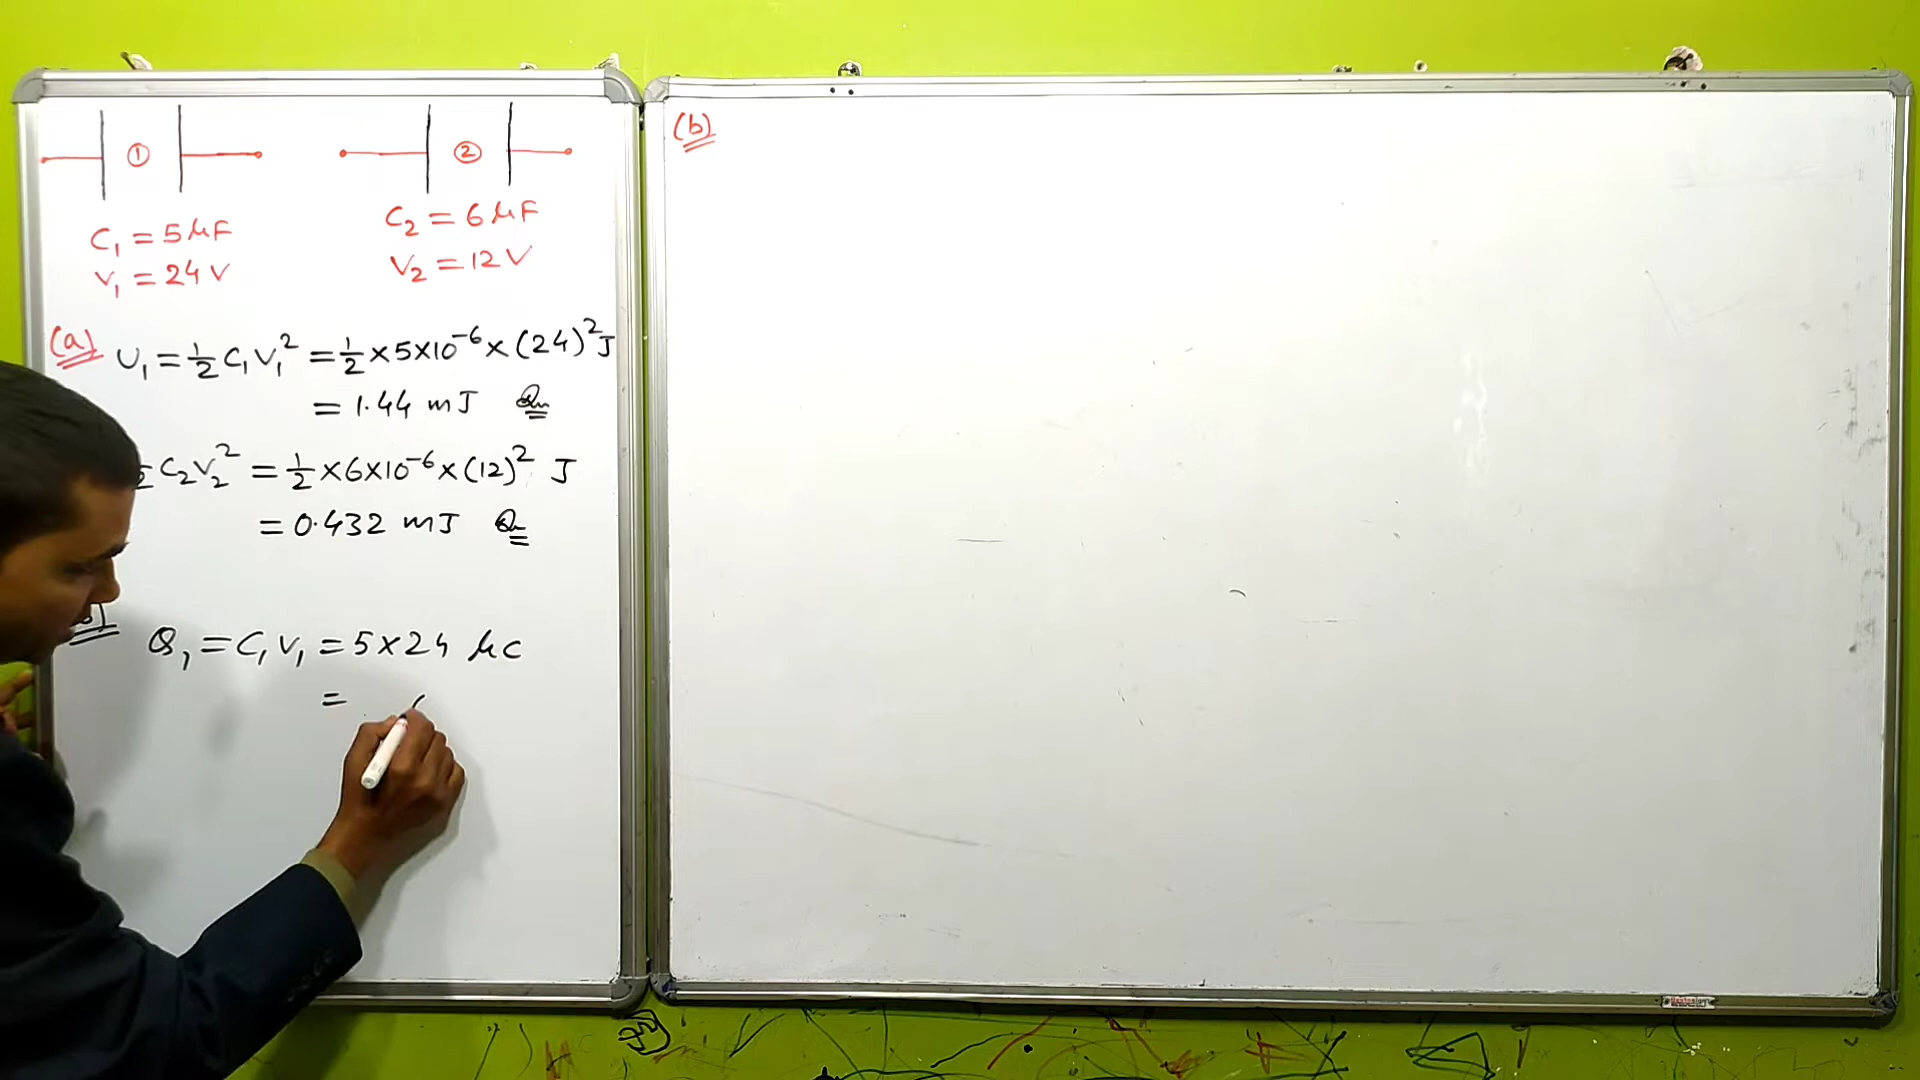 ①
②
C₁ = 5 μF
V₁ = 24 V
C₂ = 6 μF
V₂ = 12 V
(a) U₁ = ½ C₁V₁² = ½ × 5×10⁻⁶ × (24)² J
= 1.44 mJ
C₂V₂² = ½ × 6×10⁻⁶ × (12)² J
= 0.432 mJ
Q₁ = C₁V₁ = 5×24 μC
=
(b)